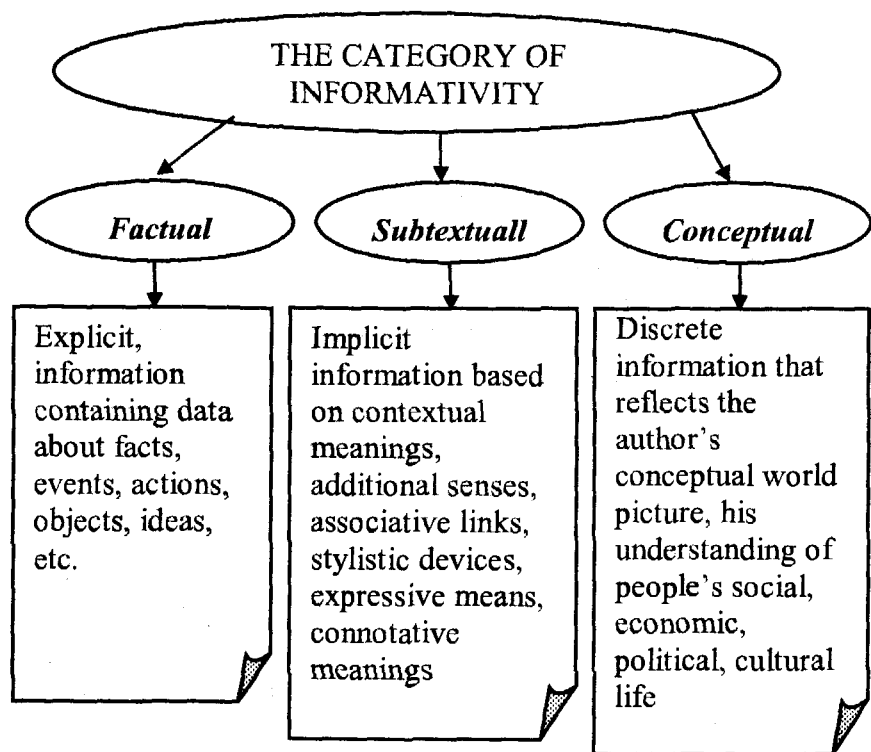 THE CATEGORY OF
INFORMATIVITY
Factual
Subtextuall
Conceptual
Explicit,
information
containing data
about facts,
events, actions,
objects, ideas,
etc.
Implicit
information based
on contextual
meanings,
additional senses,
associative links,
stylistic devices,
expressive means,
connotative
meanings
Discrete
information that
reflects the
author's
conceptual world
picture, his
understanding of
people's social,
economic,
political, cultural
life